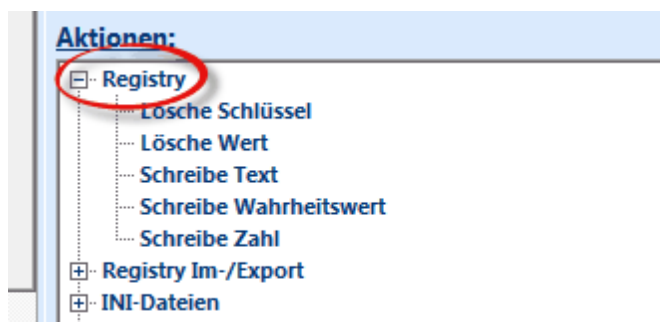 Aktionen:
Registry
Lösche Schlüssel
Lösche Wert
Schreibe Text
Schreibe Wahrheitswert
Schreibe Zahl
Registry Im-/Export
INI-Dateien